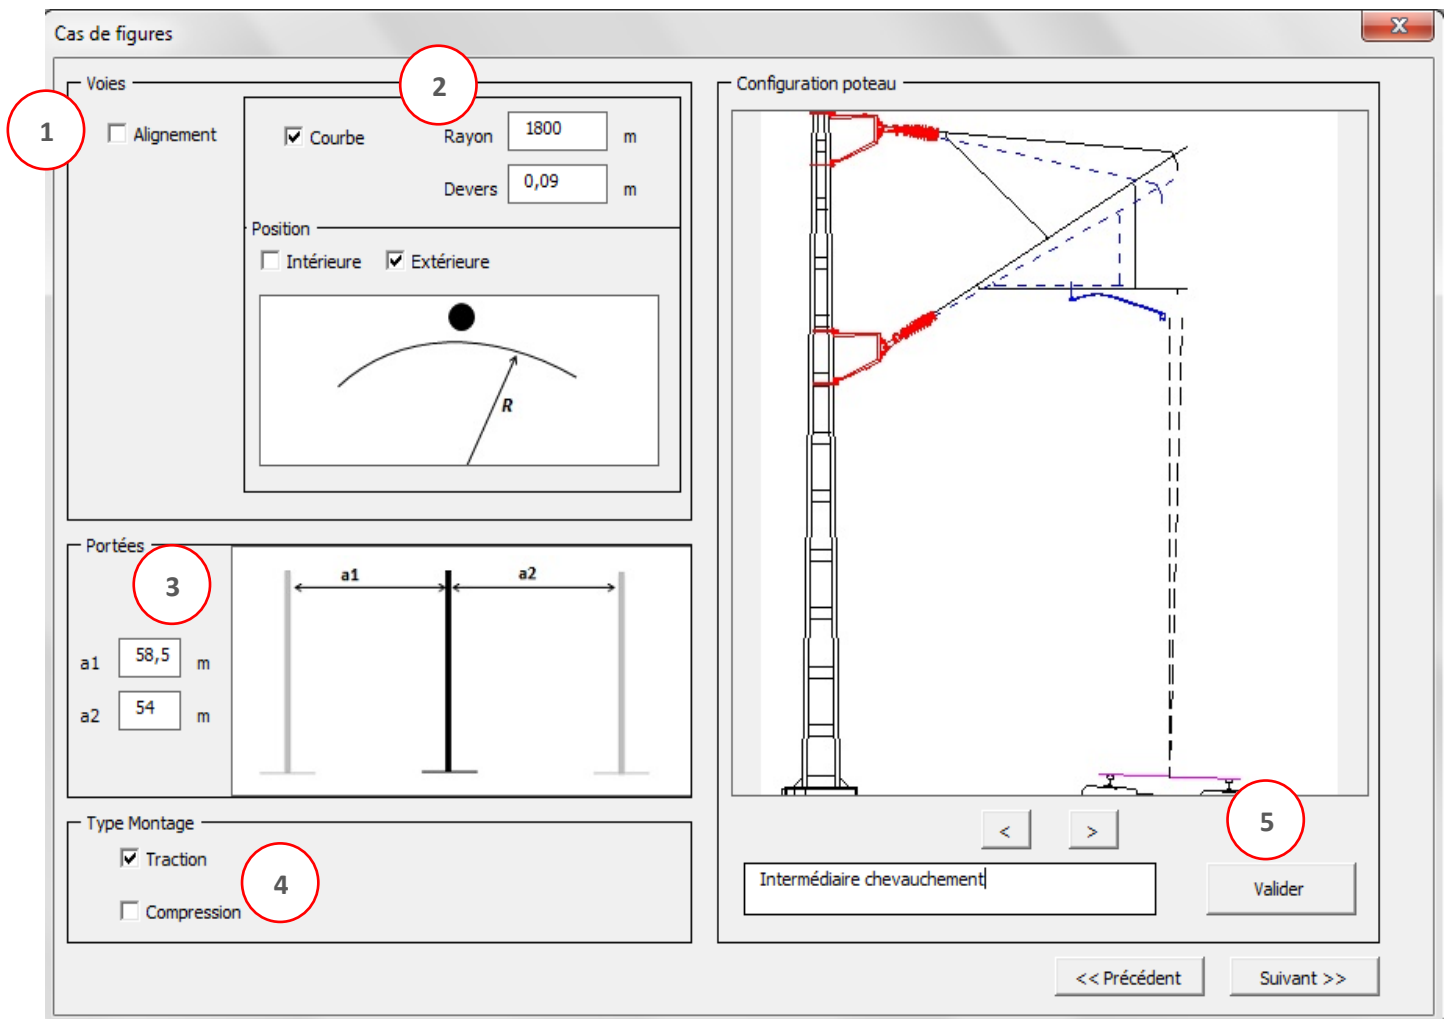 Cas de figures
X
Voies
2
1
Alignement
Courbe
Rayon 1800 m
Devers 0,09 m
Position
Intérieure Extérieure
R
Portées
3
a1 a2
a1 58,5 m
a2 54 m
Type Montage
Traction
4
Compression
Configuration poteau
< >
5
Intermédiaire chevauchement
Valider
<< Précédent Suivant >>